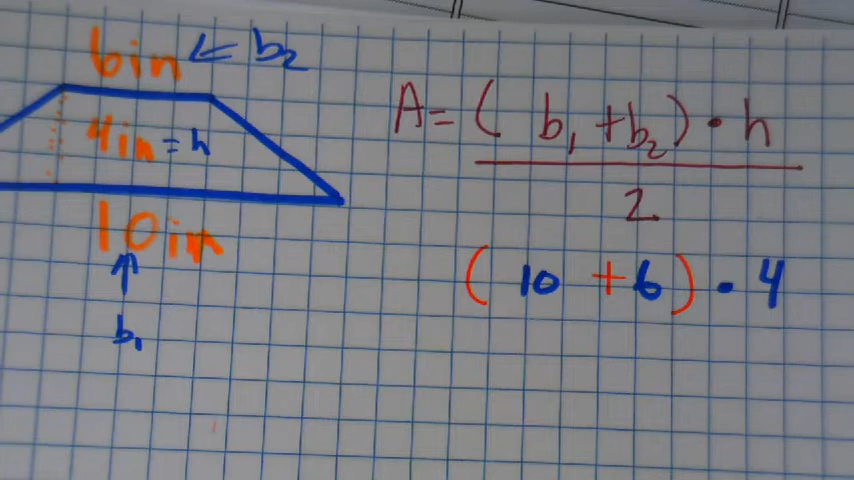 6in ← b₂
4in = h
10in
↑
b₁
A = ( b₁ + b₂ ) • h
2
( 10 + 6 ) • 4